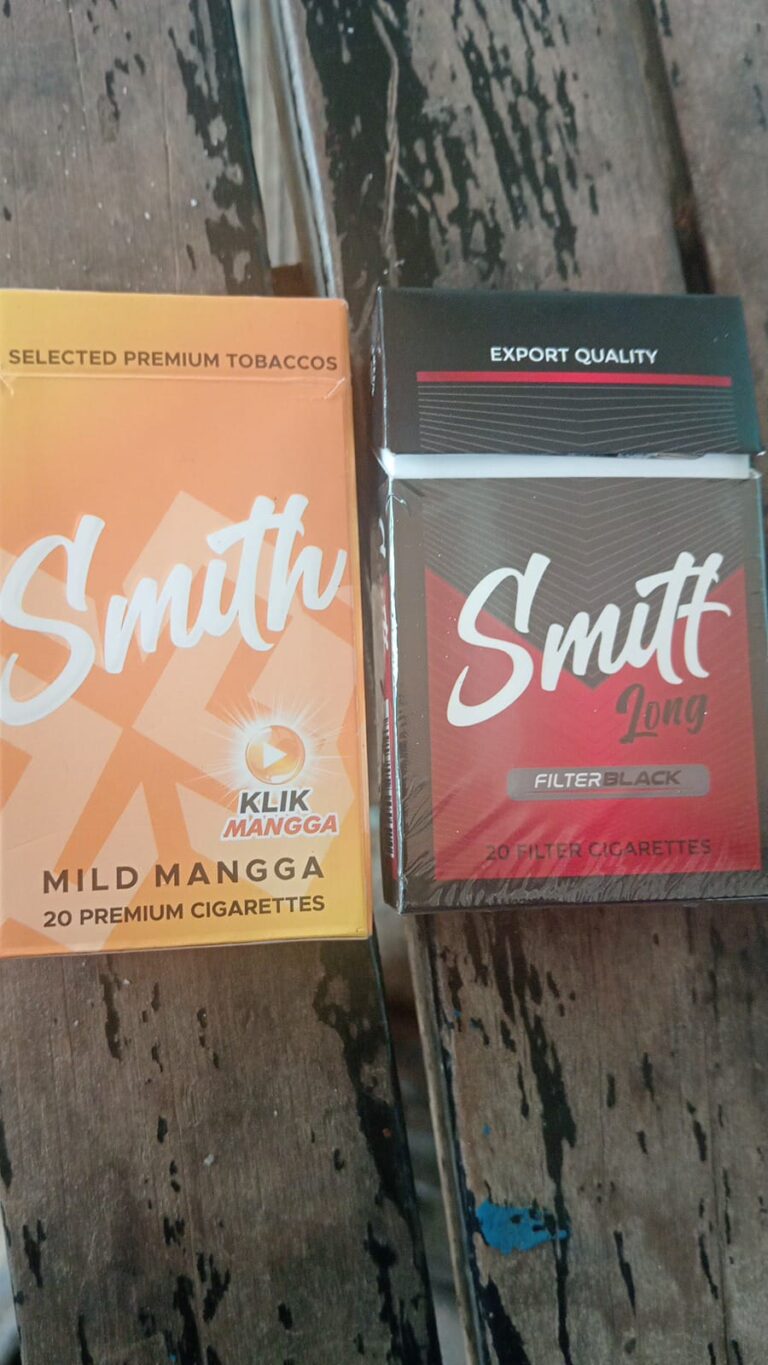 SELECTED PREMIUM TOBACCOS
Smith
KLIK
MANGGA
MILD MANGGA
20 PREMIUM CIGARETTES
EXPORT QUALITY
Smitt
Long
FILTERBLACK
20 FILTER CIGARETTES